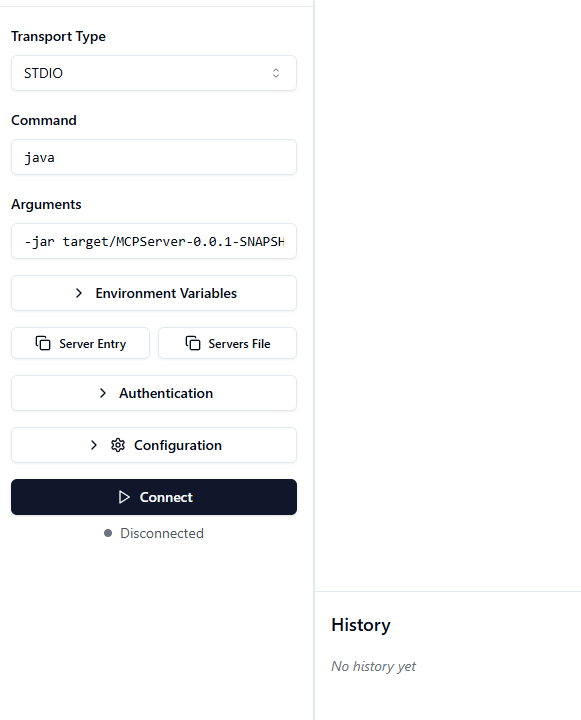 Transport Type
STDIO
Command
java
Arguments
-jar target/MCPServer-0.0.1-SNAPSH
Environment Variables
Server Entry
Servers File
Authentication
Configuration
Connect
Disconnected
History
No history yet